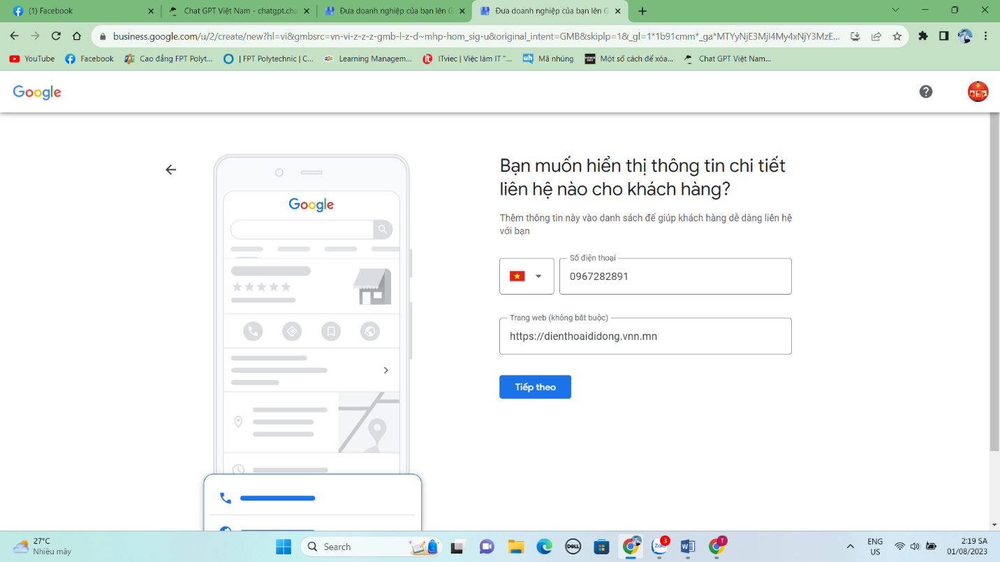 (1) Facebook
Chat GPT Việt Nam - chatgpt.cha
Đưa doanh nghiệp của bạn lên G
Đưa doanh nghiệp của bạn lên G
business.google.com/u/2/create/new?hl=vi&gmbsrc=vn-vi-z-z-z-gmb-l-z-d~mhp-hom_sig-u&original_intent=GMB&skiplp=1&_gl=1*1b91cmm*_ga*MTYyNjE3MjI4My4xNjY3MzE...
YouTube
Facebook
Cao đẳng FPT Polyt...
| FPT Polytechnic | C...
Learning Managem...
ITviec | Việc làm IT "...
Mã nhúng
Một số cách để xóa...
Chat GPT Việt Nam...
Google
Google
Bạn muốn hiển thị thông tin chi tiết
liên hệ nào cho khách hàng?
Thêm thông tin này vào danh sách để giúp khách hàng dễ dàng liên hệ
với bạn
Số điện thoại
0967282891
Trang web (không bắt buộc)
https://dienthoaididong.vnn.mn
Tiếp theo
27°C
Nhiều mây
Search
DELL
Zalo
3
T
ENG
US
2:19 SA
01/08/2023